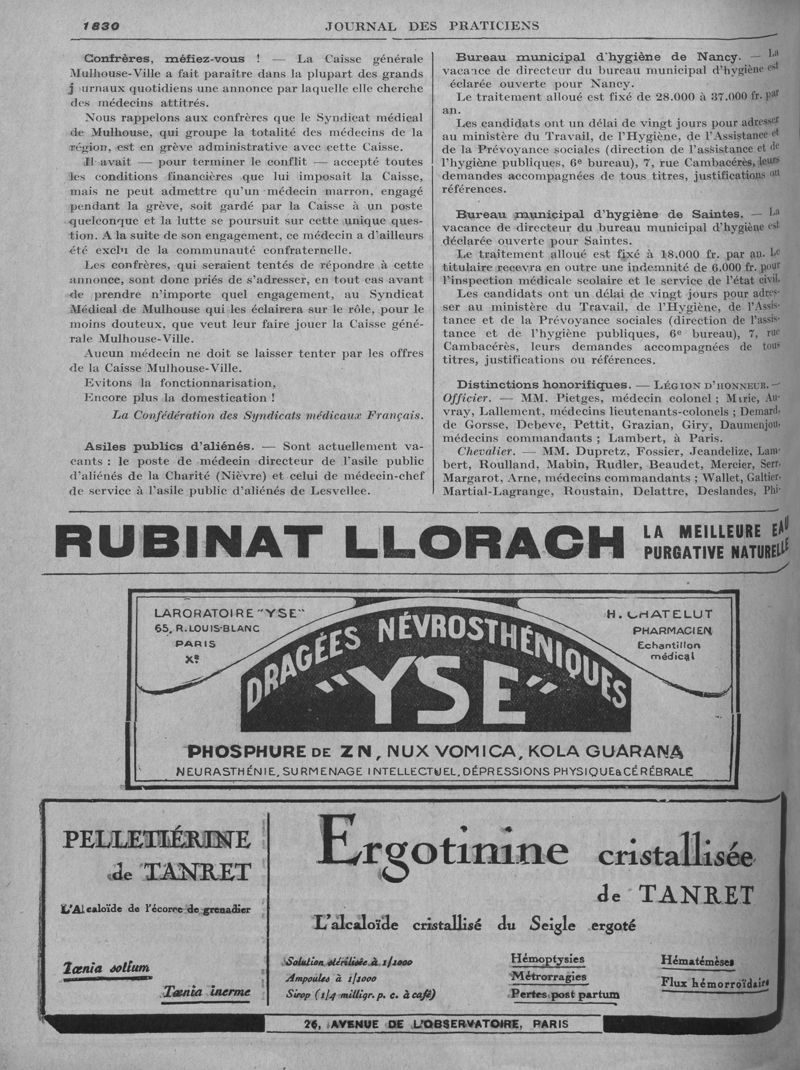 1830 JOURNAL DES PRATICIENS
Confrères, méfiez-vous ! — La Caisse générale
Mulhouse-Ville a fait paraître dans la plupart des grands
j urnaux quotidiens une annonce par laquelle elle cherche
des médecins attitrés.
Nous rappelons aux confrères que le Syndicat médical
de Mulhouse, qui groupe la totalité des médecins de la
région, est en grève administrative avec cette Caisse.
Il avait — pour terminer le conflit — accepté toutes
les conditions financières que lui imposait la Caisse,
mais ne peut admettre qu'un médecin marron, engagé
pendant la grève, soit gardé par la Caisse à un poste
quelconque et la lutte se poursuit sur cette unique ques-
tion. A la suite de son engagement, ce médecin a d'ailleurs
été exclu de la communauté confraternelle.
Les confrères, qui seraient tentés de répondre à cette
annonce, sont donc priés de s'adresser, en tout cas avant
de prendre n'importe quel engagement, au Syndicat
Médical de Mulhouse qui les éclairera sur le rôle, pour le
moins douteux, que veut leur faire jouer la Caisse géné-
rale Mulhouse-Ville.
Aucun médecin ne doit se laisser tenter par les offres
de la Caisse Mulhouse-Ville.
Evitons la fonctionnarisation,
Encore plus la domestication !
La Confédération des Syndicats médicaux Français.
Asiles publics d'aliénés. — Sont actuellement va-
cants : le poste de médecin directeur de l'asile public
d'aliénés de la Charité (Nièvre) et celui de médecin-chef
de service à l'asile public d'aliénés de Lesvellec.
Bureau municipal d'hygiène de Nancy. — La
vacance de directeur du bureau municipal d'hygiène est
éclarée ouverte pour Nancy.
Le traitement alloué est fixé de 28.000 à 37.000 fr. par
an.
Les candidats ont un délai de vingt jours pour adresser
au ministère du Travail, de l'Hygiène, de l'Assistance et
de la Prévoyance sociales (direction de l'assistance et de
l'hygiène publiques, 6e bureau), 7, rue Cambacérès, leurs
demandes accompagnées de tous titres, justifications ou
références.
Bureau municipal d'hygiène de Saintes. — La
vacance de directeur du bureau municipal d'hygiène est
déclarée ouverte pour Saintes.
Le traitement alloué est fixé à 18.000 fr. par an. Le
titulaire recevra en outre une indemnité de 6.000 fr. pour
l'inspection médicale scolaire et le service de l'état civil.
Les candidats ont un délai de vingt jours pour adres-
ser au ministère du Travail, de l'Hygiène, de l'Assis-
tance et de la Prévoyance sociales (direction de l'assis-
tance et de l'hygiène publiques, 6e bureau), 7, rue
Cambacérès, leurs demandes accompagnées de tous
titres, justifications ou références.
Distinctions honorifiques. — LÉGION D'HONNEUR. —
Officier. — MM. Pietges, médecin colonel ; Miric, Au-
vray, Lallement, médecins lieutenants-colonels ; Demard,
de Gorsse, Debeve, Pettit, Grazian, Giry, Daumenjou,
médecins commandants ; Lambert, à Paris.
Chevalier. — MM. Dupretz, Fossier, Jeandelize, Lam-
bert, Roulland, Mabin, Rudler, Beaudet, Mercier, Serr,
Margarot, Arne, médecins commandants ; Wallet, Galtier-
Martial-Lagrange, Roustain, Delattre, Deslandes, Phi-
RUBINAT LLORACH
LA MEILLEURE EAU
PURGATIVE NATURELLE
LABORATOIRE "YSE"
65, R. LOUIS-BLANC
PARIS
Xe
H. CHATELUT
PHARMACIEN
Echantillon
médical
DRAGÉES NÉVROSTHÉNIQUES
"YSE"
PHOSPHURE DE ZN, NUX VOMICA, KOLA GUARANA
NEURASTHÉNIE, SURMENAGE INTELLECTUEL, DÉPRESSIONS PHYSIQUE & CÉRÉBRALE
PELLETIÉRINE
de TANRET
L'Alcaloïde de l'écorce de grenadier
Tœnia solium
Tœnia inerme
Ergotinine cristallisée
de TANRET
L'alcaloïde cristallisé du Seigle ergoté
Solution stérilisée à 1/1000
Ampoules à 1/1000
Sirop (1/4 milligr. p. c. à café)
Hémoptysies
Métrorragies
Pertes post partum
Hématémèses
Flux hémorroïdaire
26, AVENUE DE L'OBSERVATOIRE, PARIS